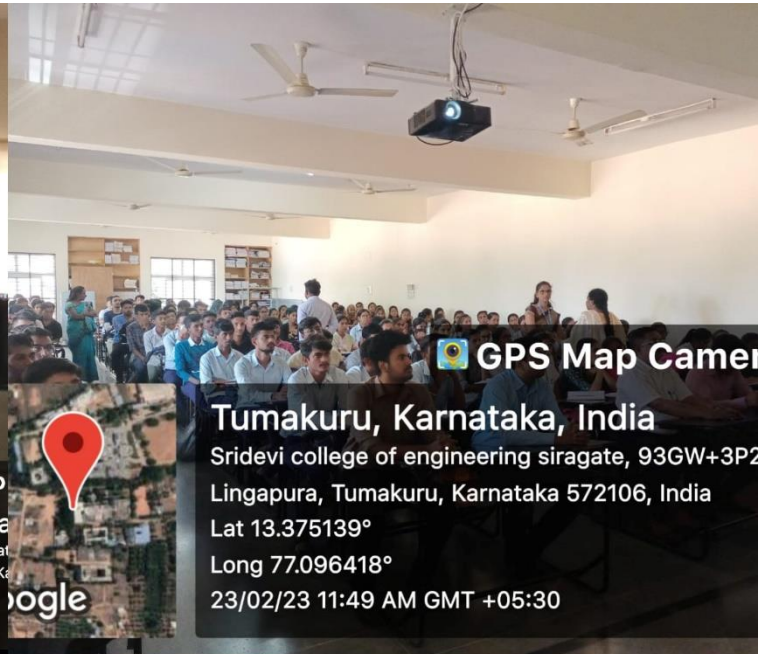 GPS Map Camer
Tumakuru, Karnataka, India
Sridevi college of engineering siragate, 93GW+3P2
Lingapura, Tumakuru, Karnataka 572106, India
Lat 13.375139°
Long 77.096418°
23/02/23 11:49 AM GMT +05:30
oogle